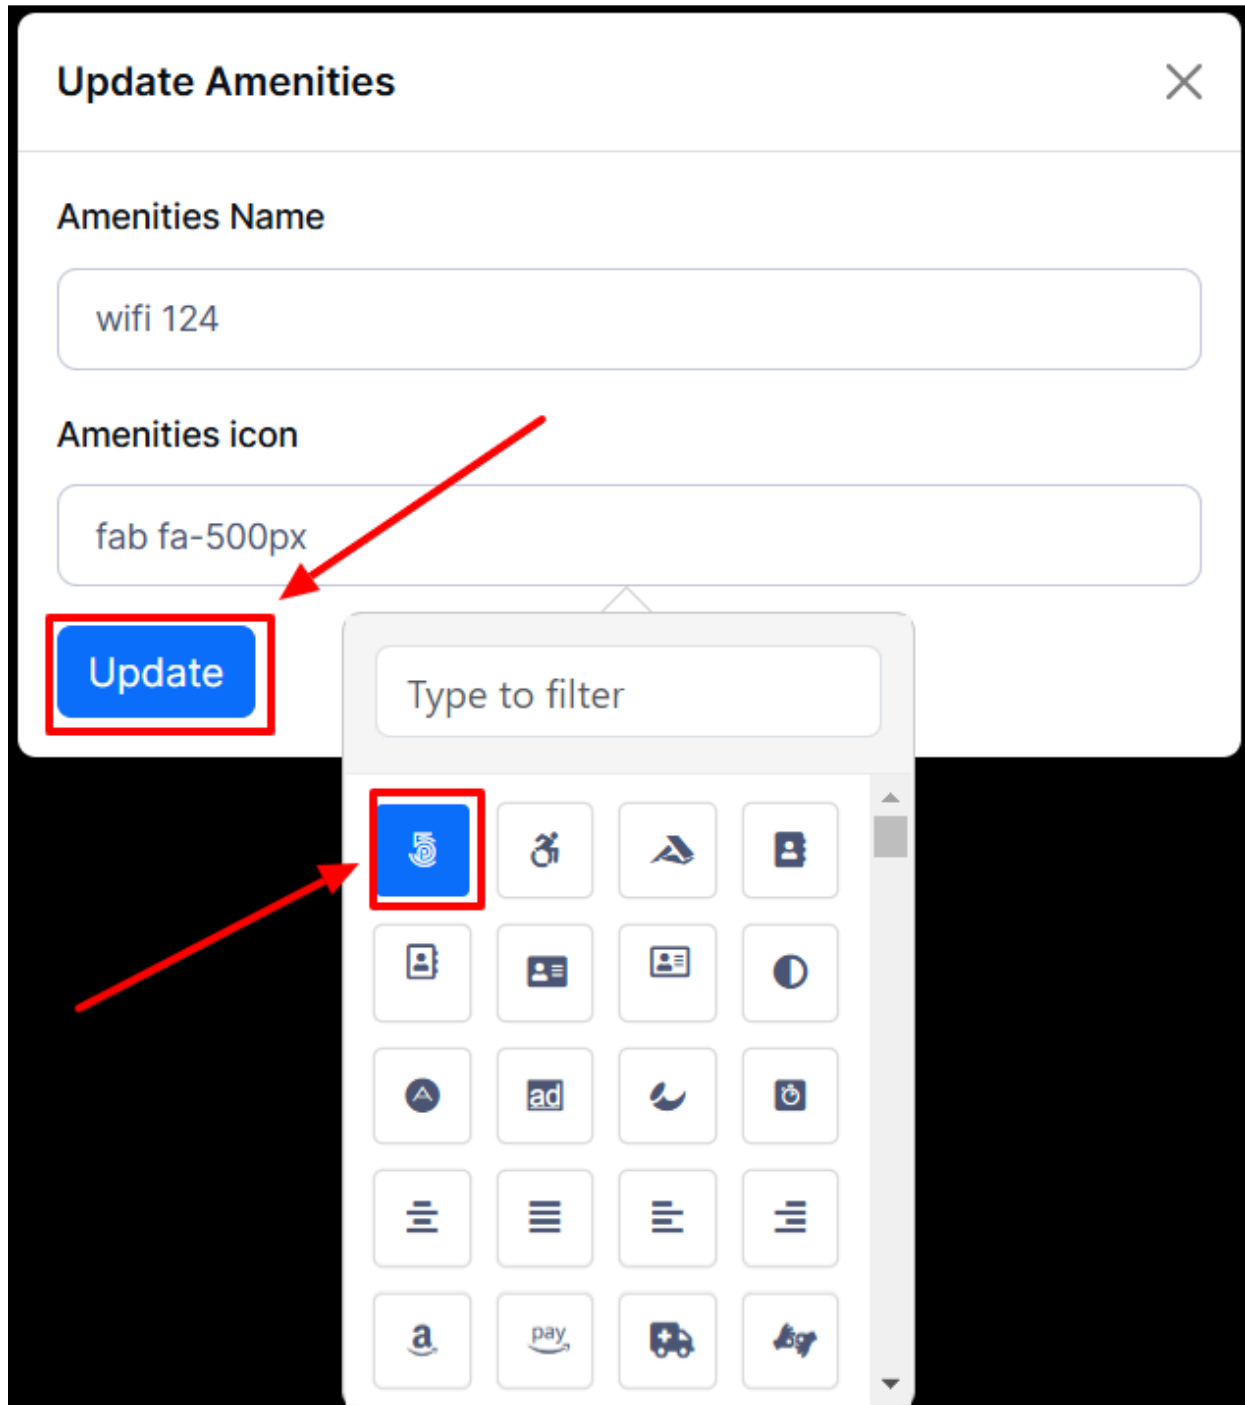 Update Amenities
Amenities Name
wifi 124
Amenities icon
fab fa-500px
Update
Type to filter
ad
a pay